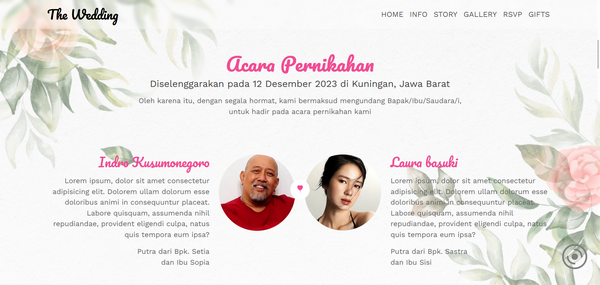 The Wedding
HOME INFO STORY GALLERY RSVP GIFTS
Acara Pernikahan
Diselenggarakan pada 12 Desember 2023 di Kuningan, Jawa Barat
Oleh karena itu, dengan segala hormat, kami bermaksud mengundang Bapak/Ibu/Saudara/i,
untuk hadir pada acara pernikahan kami
Indro Kusumonegoro
Lorem ipsum, dolor sit amet consectetur
adipisicing elit. Dolorem ullam dolorum esse
doloribus animi in consequuntur placeat.
Labore quisquam, assumenda nihil
repudiandae, provident eligendi culpa, natus
quis tempora eum ipsa?
Putra dari Bpk. Setia
dan Ibu Sopia
Laura basuki
Lorem ipsum, dolor sit amet consectetur
adipisicing elit. Dolorem ullam dolorum esse
doloribus animi in consequuntur placeat.
Labore quisquam, assumenda nihil
repudiandae, provident eligendi culpa, natus
quis tempora eum ipsa?
Putra dari Bpk. Sastra
dan Ibu Sisi